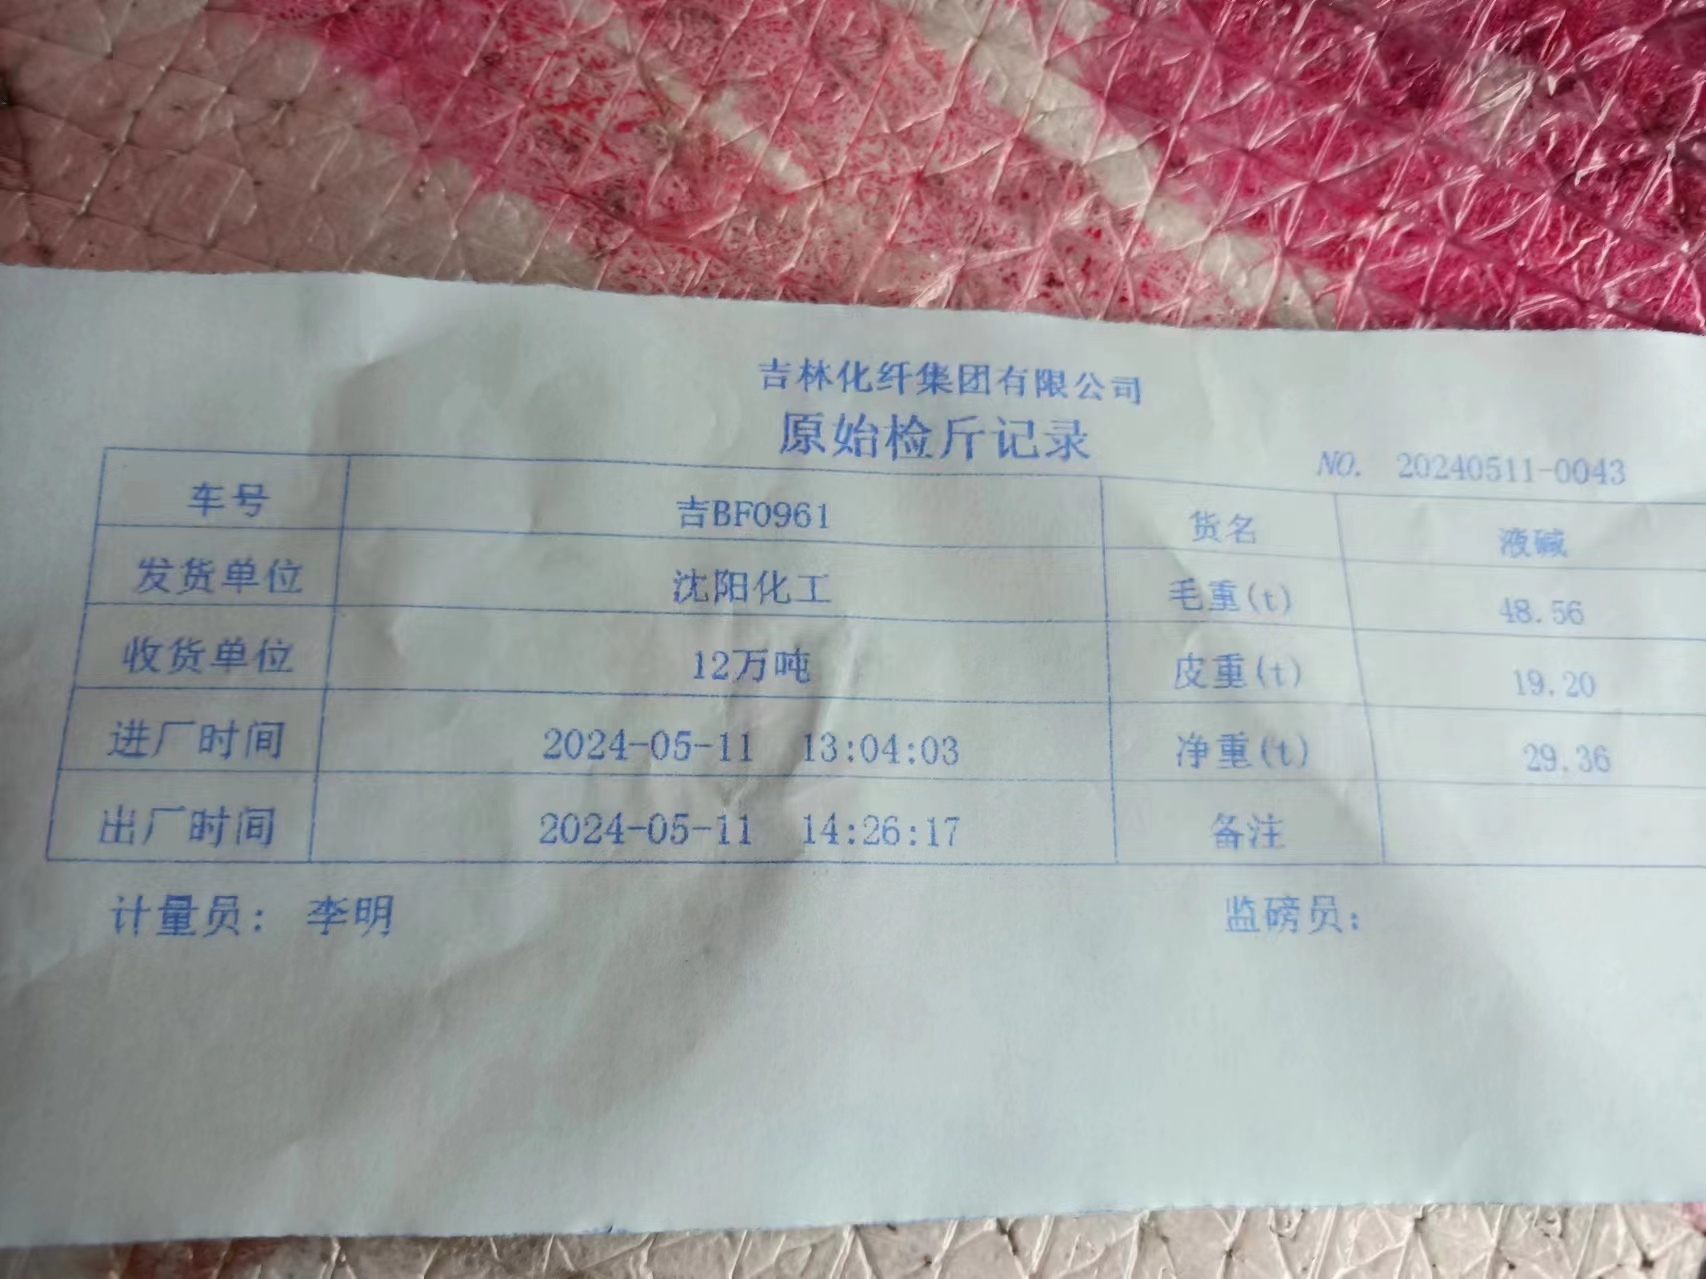 吉林化纤集团有限公司
原始检斤记录
NO. 20240511-0043
车号 吉BF0961 货名 液碱
发货单位 沈阳化工 毛重(t) 48.56
收货单位 12万吨 皮重(t) 19.20
进厂时间 2024-05-11 13:04:03 净重(t) 29.36
出厂时间 2024-05-11 14:26:17 备注
计量员: 李明 监磅员: